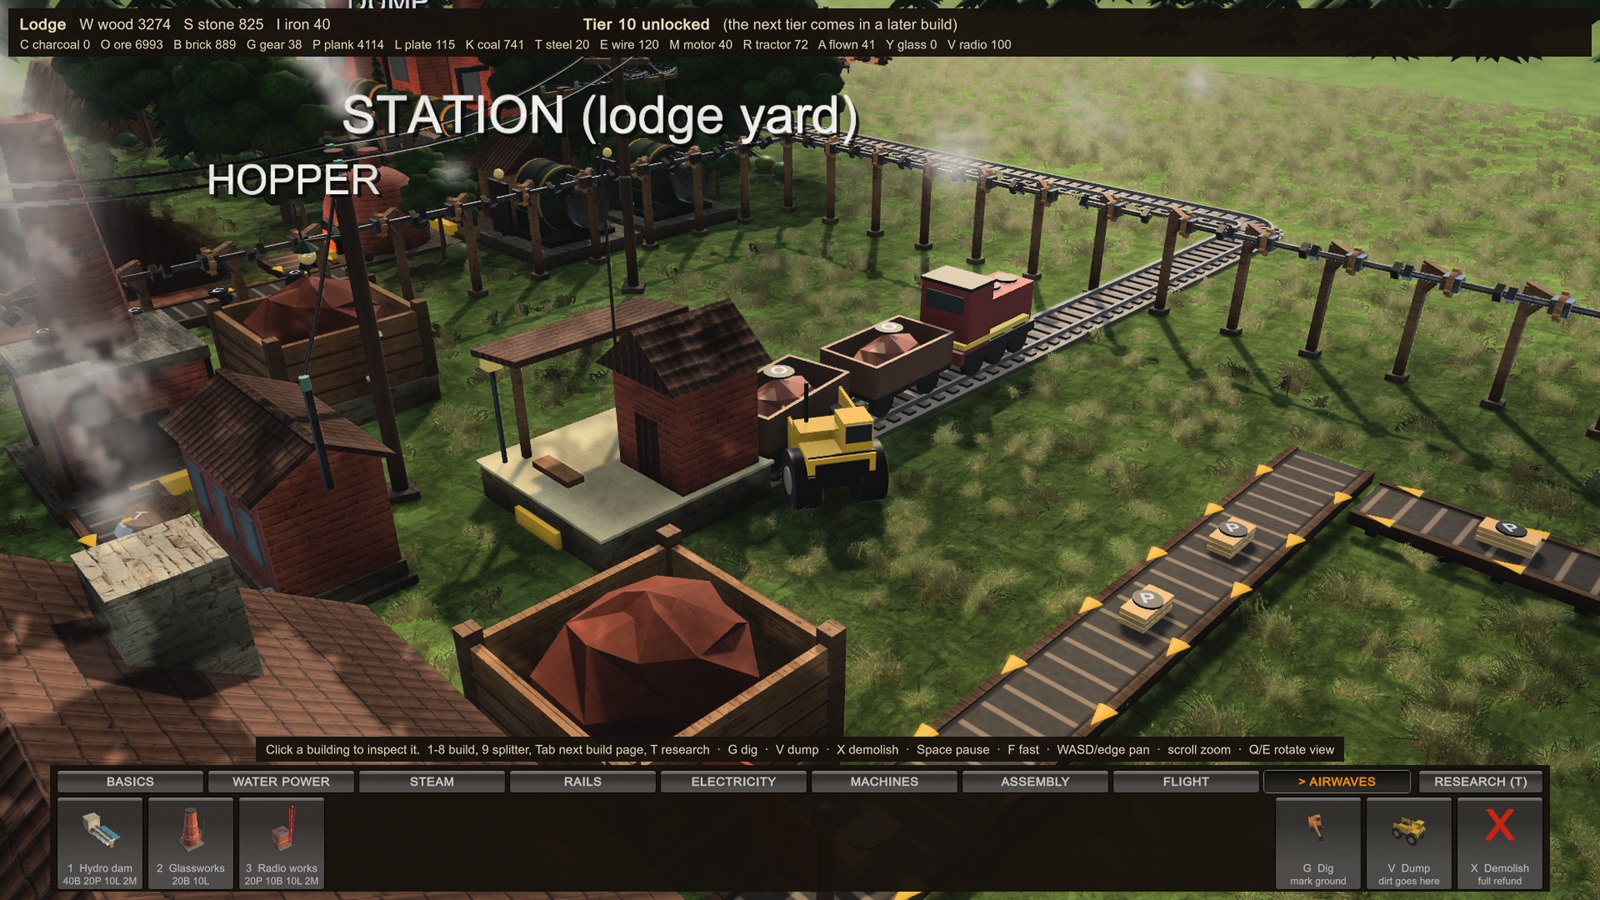 DUMP
Lodge W wood 3274 S stone 825 I iron 40
Tier 10 unlocked (the next tier comes in a later build)
C charcoal 0 O ore 6993 B brick 889 G gear 38 P plank 4114 L plate 115 K coal 741 T steel 20 E wire 120 M motor 40 R tractor 72 A flown 41 Y glass 0 V radio 100
STATION (lodge yard)
HOPPER
P
P
P
Click a building to inspect it. 1-8 build, 9 splitter, Tab next build page, T research · G dig · V dump · X demolish · Space pause · F fast · WASD/edge pan · scroll zoom · Q/E rotate view
BASICS WATER POWER STEAM RAILS ELECTRICITY MACHINES ASSEMBLY FLIGHT > AIRWAVES RESEARCH (T)
1 Hydro dam
40B 20P 10L 2M
2 Glassworks
20B 10L
3 Radio works
20P 10B 10L 2M
G Dig
mark ground
V Dump
dirt goes here
X Demolish
full refund